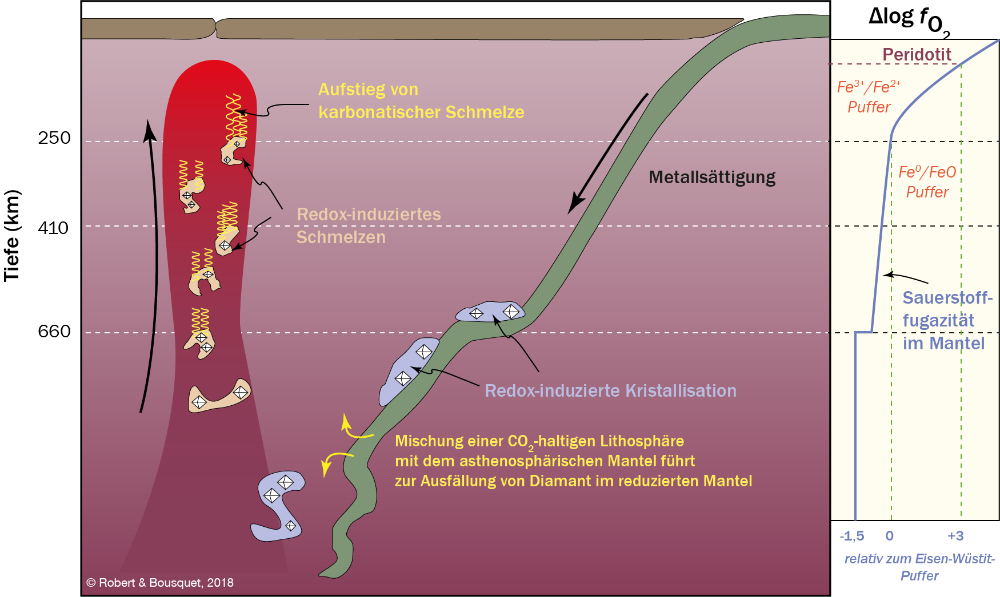 Δlog fO2
Peridotit
Fe3+/Fe2+
Puffer
Aufstieg von
karbonatischer Schmelze
250
Metallsättigung
Fe0/FeO
Puffer
Tiefe (km)
410
Redox-induziertes
Schmelzen
Sauerstoff-
fugazität
im Mantel
660
Redox-induzierte Kristallisation
Mischung einer CO2-haltigen Lithosphäre
mit dem asthenosphärischen Mantel führt
zur Ausfällung von Diamant im reduzierten Mantel
-1,5 0 +3
relativ zum Eisen-Wüstit-
Puffer
© Robert & Bousquet, 2018